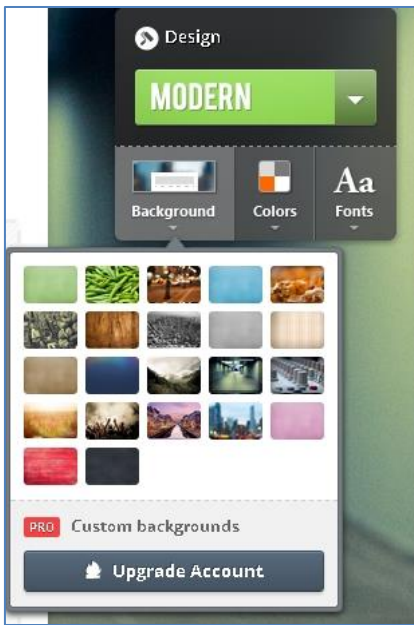 Design
MODERN
Aa
Background Colors Fonts
PRO Custom backgrounds
Upgrade Account